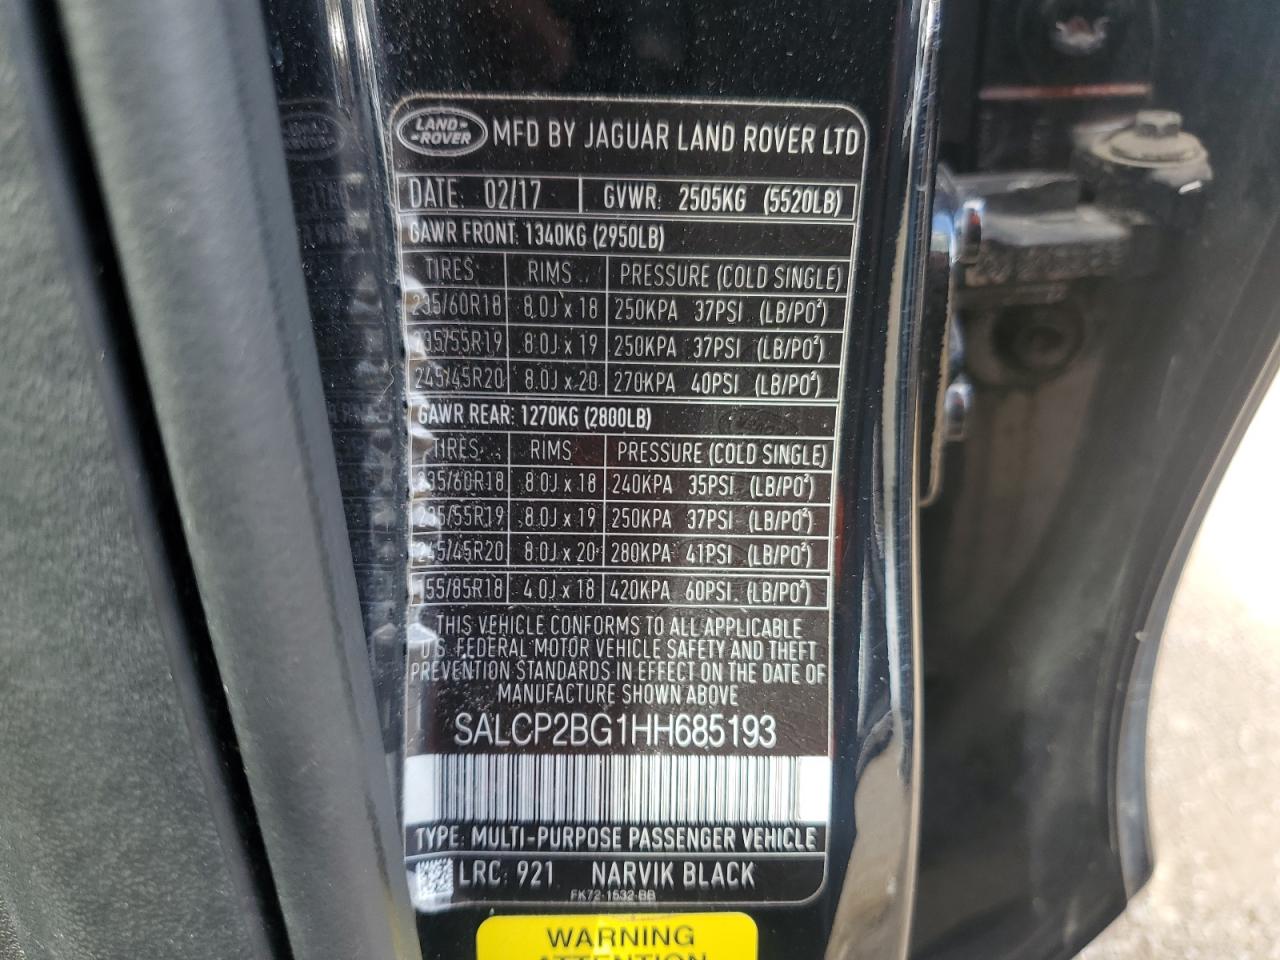 LAND-
-ROVER
MFD BY JAGUAR LAND ROVER LTD
DATE: 02/17 GVWR: 2505KG (5520LB)
GAWR FRONT: 1340KG (2950LB)
TIRES RIMS PRESSURE (COLD SINGLE)
235/60R18 8.0J x 18 250KPA 37PSI (LB/PO²)
235/55R19 8.0J x 19 250KPA 37PSI (LB/PO²)
245/45R20 8.0J x 20 270KPA 40PSI (LB/PO²)
GAWR REAR: 1270KG (2800LB)
TIRES RIMS PRESSURE (COLD SINGLE)
235/60R18 8.0J x 18 240KPA 35PSI (LB/PO²)
235/55R19 8.0J x 19 250KPA 37PSI (LB/PO²)
245/45R20 8.0J x 20 280KPA 41PSI (LB/PO²)
155/85R18 4.0J x 18 420KPA 60PSI (LB/PO²)
THIS VEHICLE CONFORMS TO ALL APPLICABLE
U.S. FEDERAL MOTOR VEHICLE SAFETY AND THEFT
PREVENTION STANDARDS IN EFFECT ON THE DATE OF
MANUFACTURE SHOWN ABOVE
SALCP2BG1HH685193
TYPE: MULTI-PURPOSE PASSENGER VEHICLE
LRC: 921 NARVIK BLACK
FK72-1532-BB
WARNING
ATTENTION